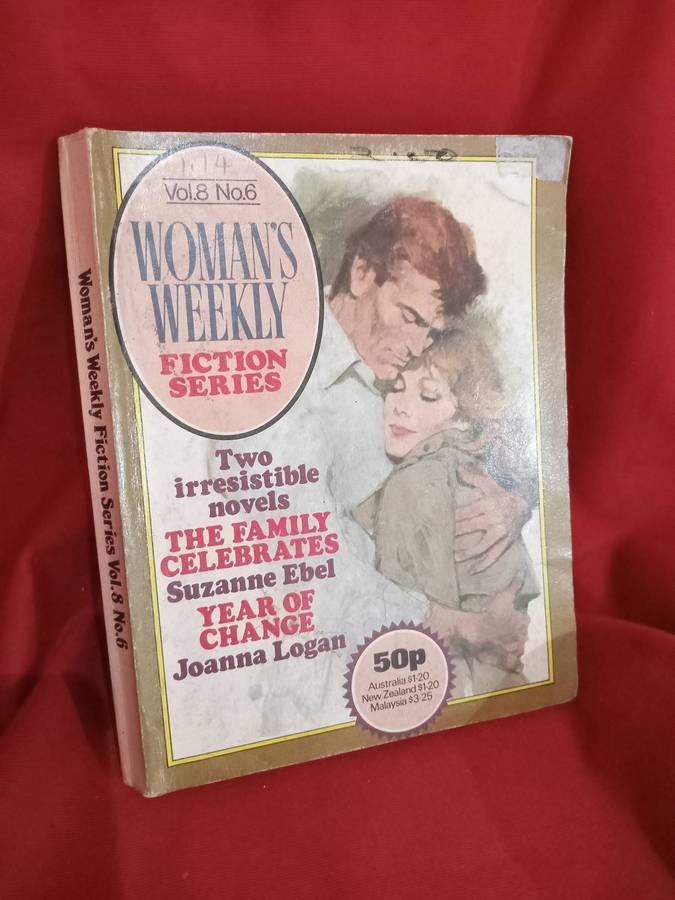 1.14
Vol.8 No.6
WOMAN'S
WEEKLY
FICTION
SERIES
Two
irresistible
novels
THE FAMILY
CELEBRATES
Suzanne Ebel
YEAR OF
CHANGE
Joanna Logan
50p
Australia $1·20
New Zealand $1·20
Malaysia $3·25
Woman's Weekly Fiction Series Vol.8 No.6